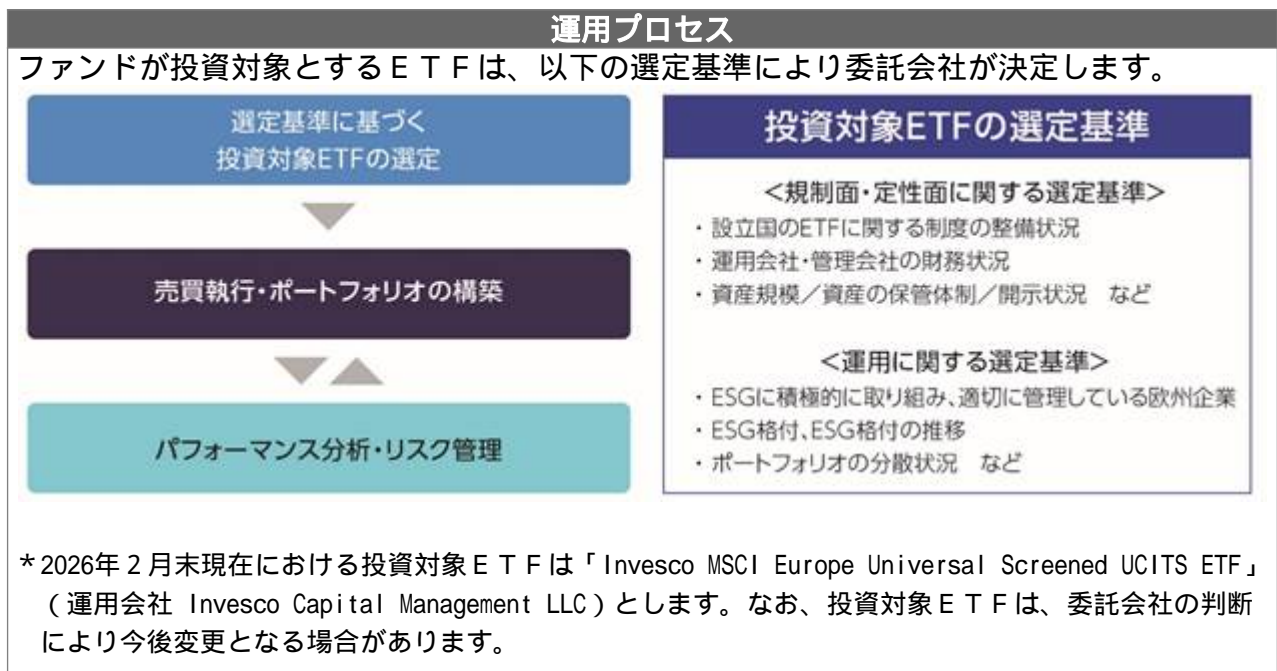 運用プロセス
ファンドが投資対象とするＥＴＦは、以下の選定基準により委託会社が決定します。
選定基準に基づく
投資対象ETFの選定
売買執行・ポートフォリオの構築
パフォーマンス分析・リスク管理
投資対象ETFの選定基準
＜規制面・定性面に関する選定基準＞
・設立国のETFに関する制度の整備状況
・運用会社・管理会社の財務状況
・資産規模／資産の保管体制／開示状況　など
＜運用に関する選定基準＞
・ESGに積極的に取り組み、適切に管理している欧州企業
・ESG格付、ESG格付の推移
・ポートフォリオの分散状況　など
＊2026年２月末現在における投資対象ＥＴＦは「Invesco MSCI Europe Universal Screened UCITS ETF」
（運用会社 Invesco Capital Management LLC）とします。なお、投資対象ＥＴＦは、委託会社の判断
により今後変更となる場合があります。